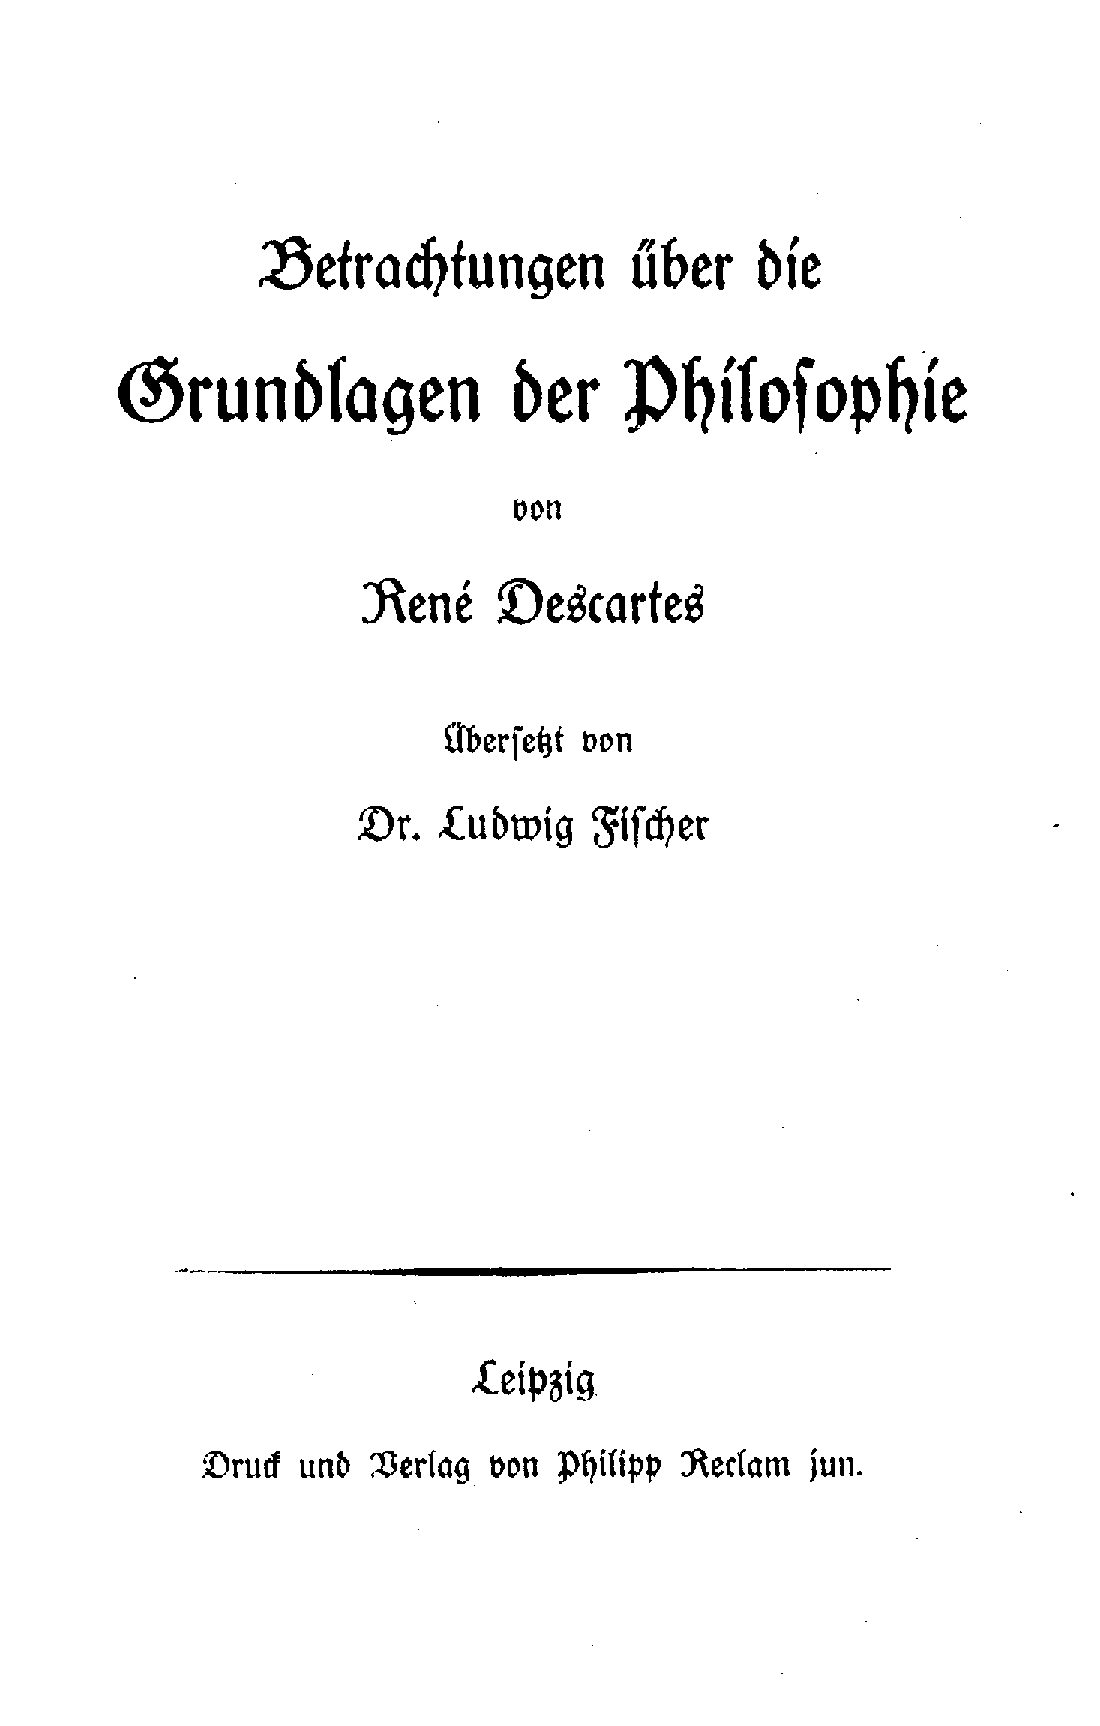 Betrachtungen über die
Grundlagen der Philoſophie
von
René Descartes
Überſetzt von
Dr. Ludwig Fiſcher
Leipzig
Druck und Verlag von Philipp Reclam jun.